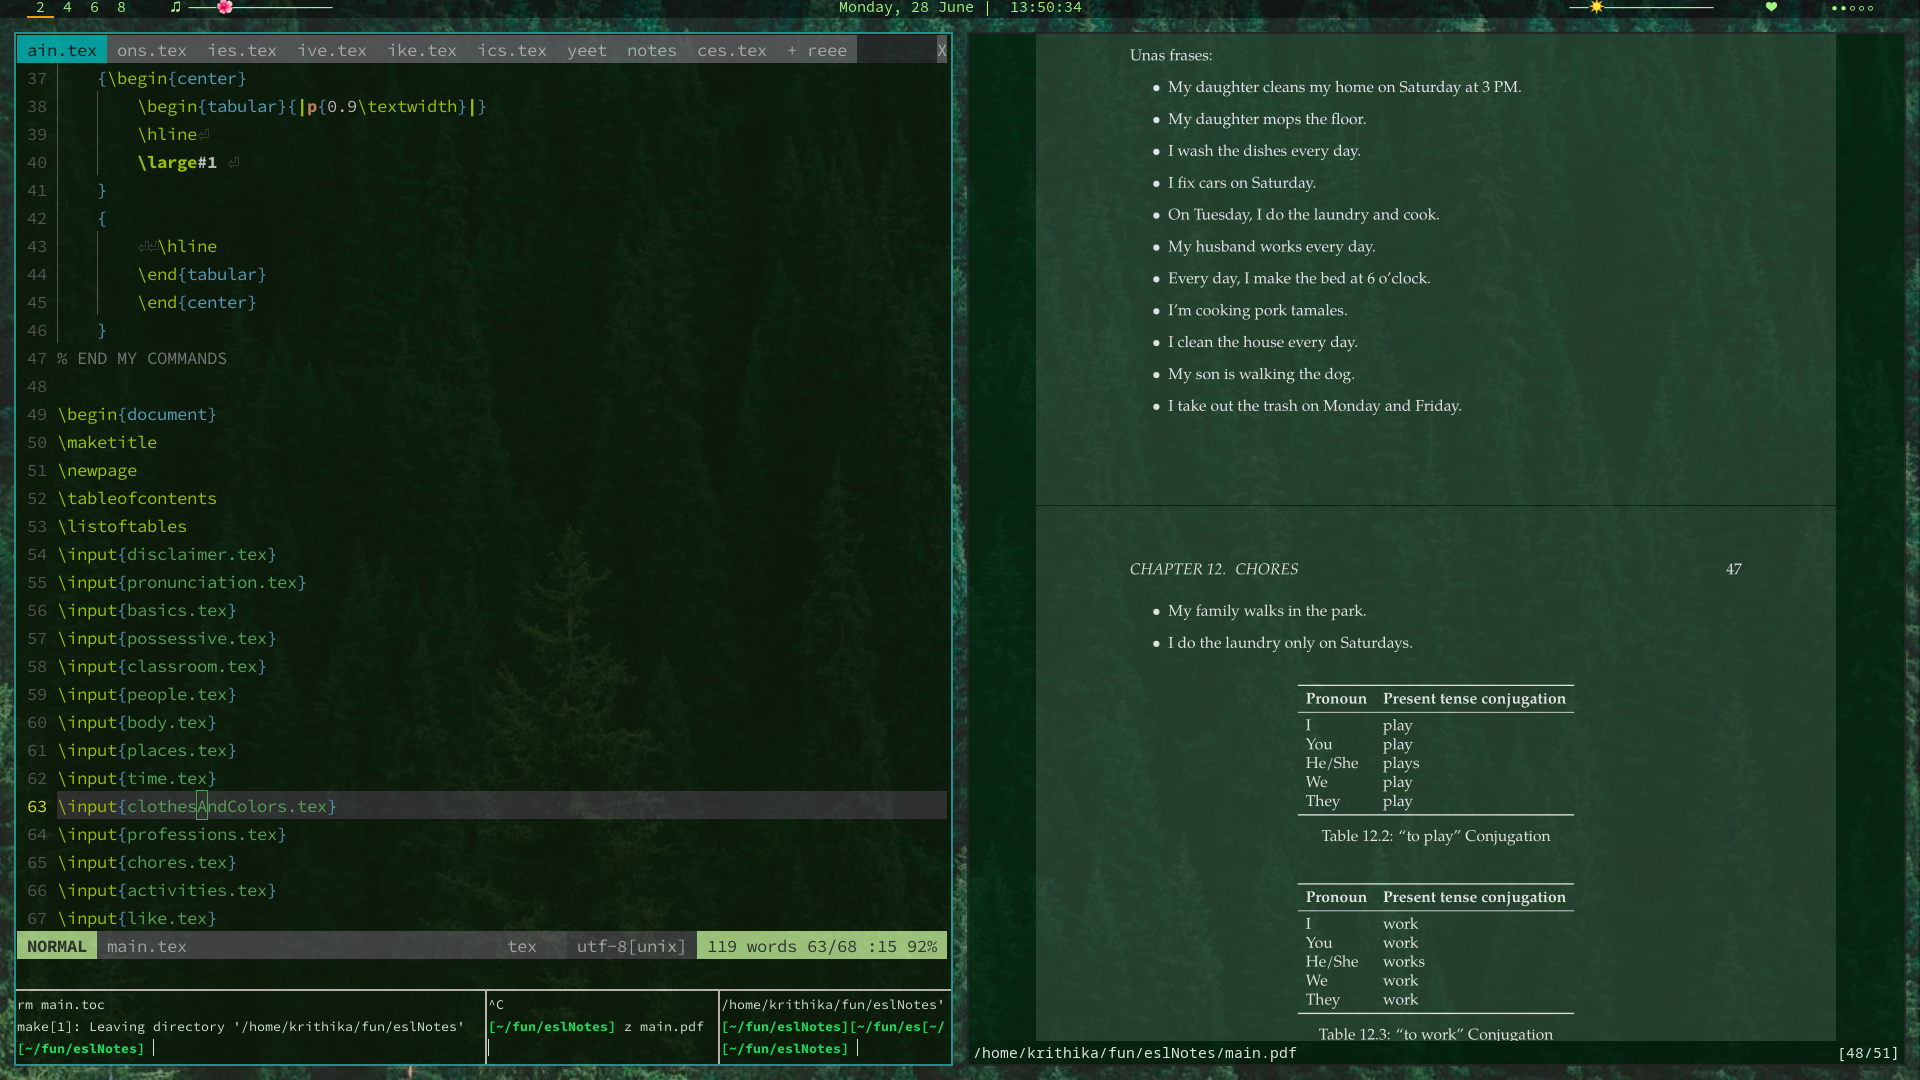 2 4 6 8
Monday, 28 June | 13:50:34
ain.tex ons.tex ies.tex ive.tex ike.tex ics.tex yeet notes ces.tex + reee X
37 {\begin{center}
38 \begin{tabular}{|p{0.9\textwidth}|}
39 \hline⏎
40 \large#1 ⏎
41 }
42 {
43 ⏎⏎\hline
44 \end{tabular}
45 \end{center}
46 }
47 % END MY COMMANDS
48
49 \begin{document}
50 \maketitle
51 \newpage
52 \tableofcontents
53 \listoftables
54 \input{disclaimer.tex}
55 \input{pronunciation.tex}
56 \input{basics.tex}
57 \input{possessive.tex}
58 \input{classroom.tex}
59 \input{people.tex}
60 \input{body.tex}
61 \input{places.tex}
62 \input{time.tex}
63 \input{clothesAndColors.tex}
64 \input{professions.tex}
65 \input{chores.tex}
66 \input{activities.tex}
67 \input{like.tex}
NORMAL main.tex tex utf-8[unix] 119 words 63/68 :15 92%
rm main.toc
make[1]: Leaving directory '/home/krithika/fun/eslNotes'
[~/fun/eslNotes]
^C
[~/fun/eslNotes] z main.pdf
/home/krithika/fun/eslNotes'
[~/fun/eslNotes][~/fun/es[~/
[~/fun/eslNotes]
Unas frases:
• My daughter cleans my home on Saturday at 3 PM.
• My daughter mops the floor.
• I wash the dishes every day.
• I fix cars on Saturday.
• On Tuesday, I do the laundry and cook.
• My husband works every day.
• Every day, I make the bed at 6 o’clock.
• I’m cooking pork tamales.
• I clean the house every day.
• My son is walking the dog.
• I take out the trash on Monday and Friday.
CHAPTER 12. CHORES 47
• My family walks in the park.
• I do the laundry only on Saturdays.
Pronoun Present tense conjugation
I play
You play
He/She plays
We play
They play
Table 12.2: “to play” Conjugation
Pronoun Present tense conjugation
I work
You work
He/She works
We work
They work
Table 12.3: “to work” Conjugation
/home/krithika/fun/eslNotes/main.pdf [48/51]